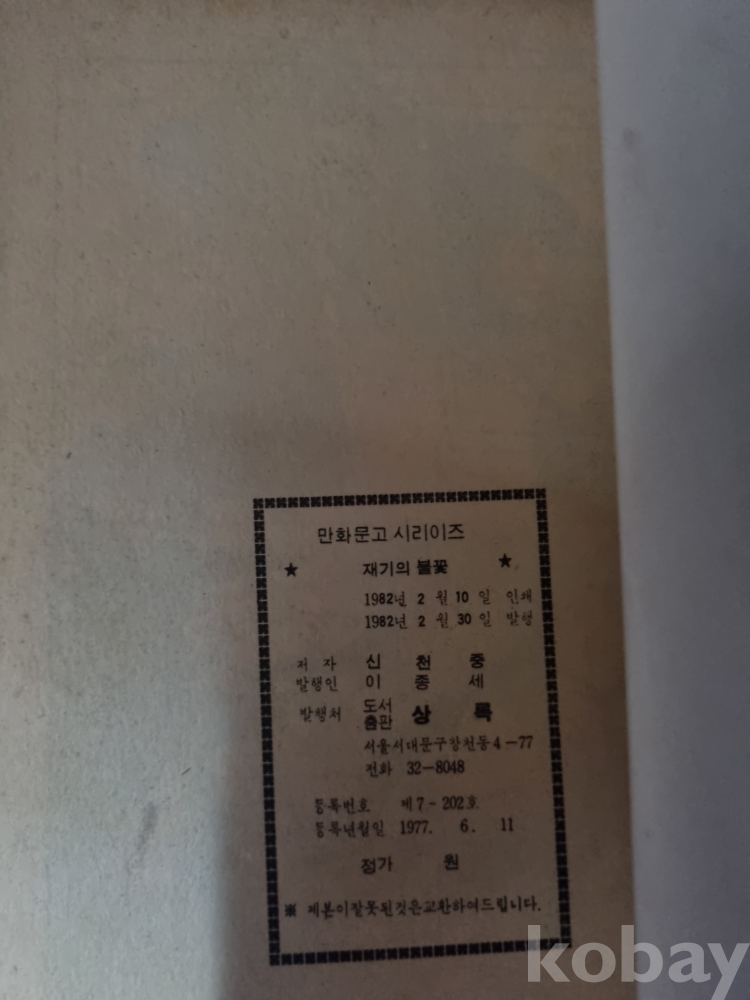 만화문고 시리이즈
★ 재기의 불꽃 ★
1982년 2 월 10 일 인쇄
1982년 2 월 30 일 발행
저 자 신 천 중
발행인 이 종 세
발행처 도서출판 상 록
서울서대문구창천동4-77
전화 32-8048
등록번호 제7-202호
등록년월일 1977. 6. 11
정가 원
※ 제본이잘못된것은교환하여드립니다.
kobay